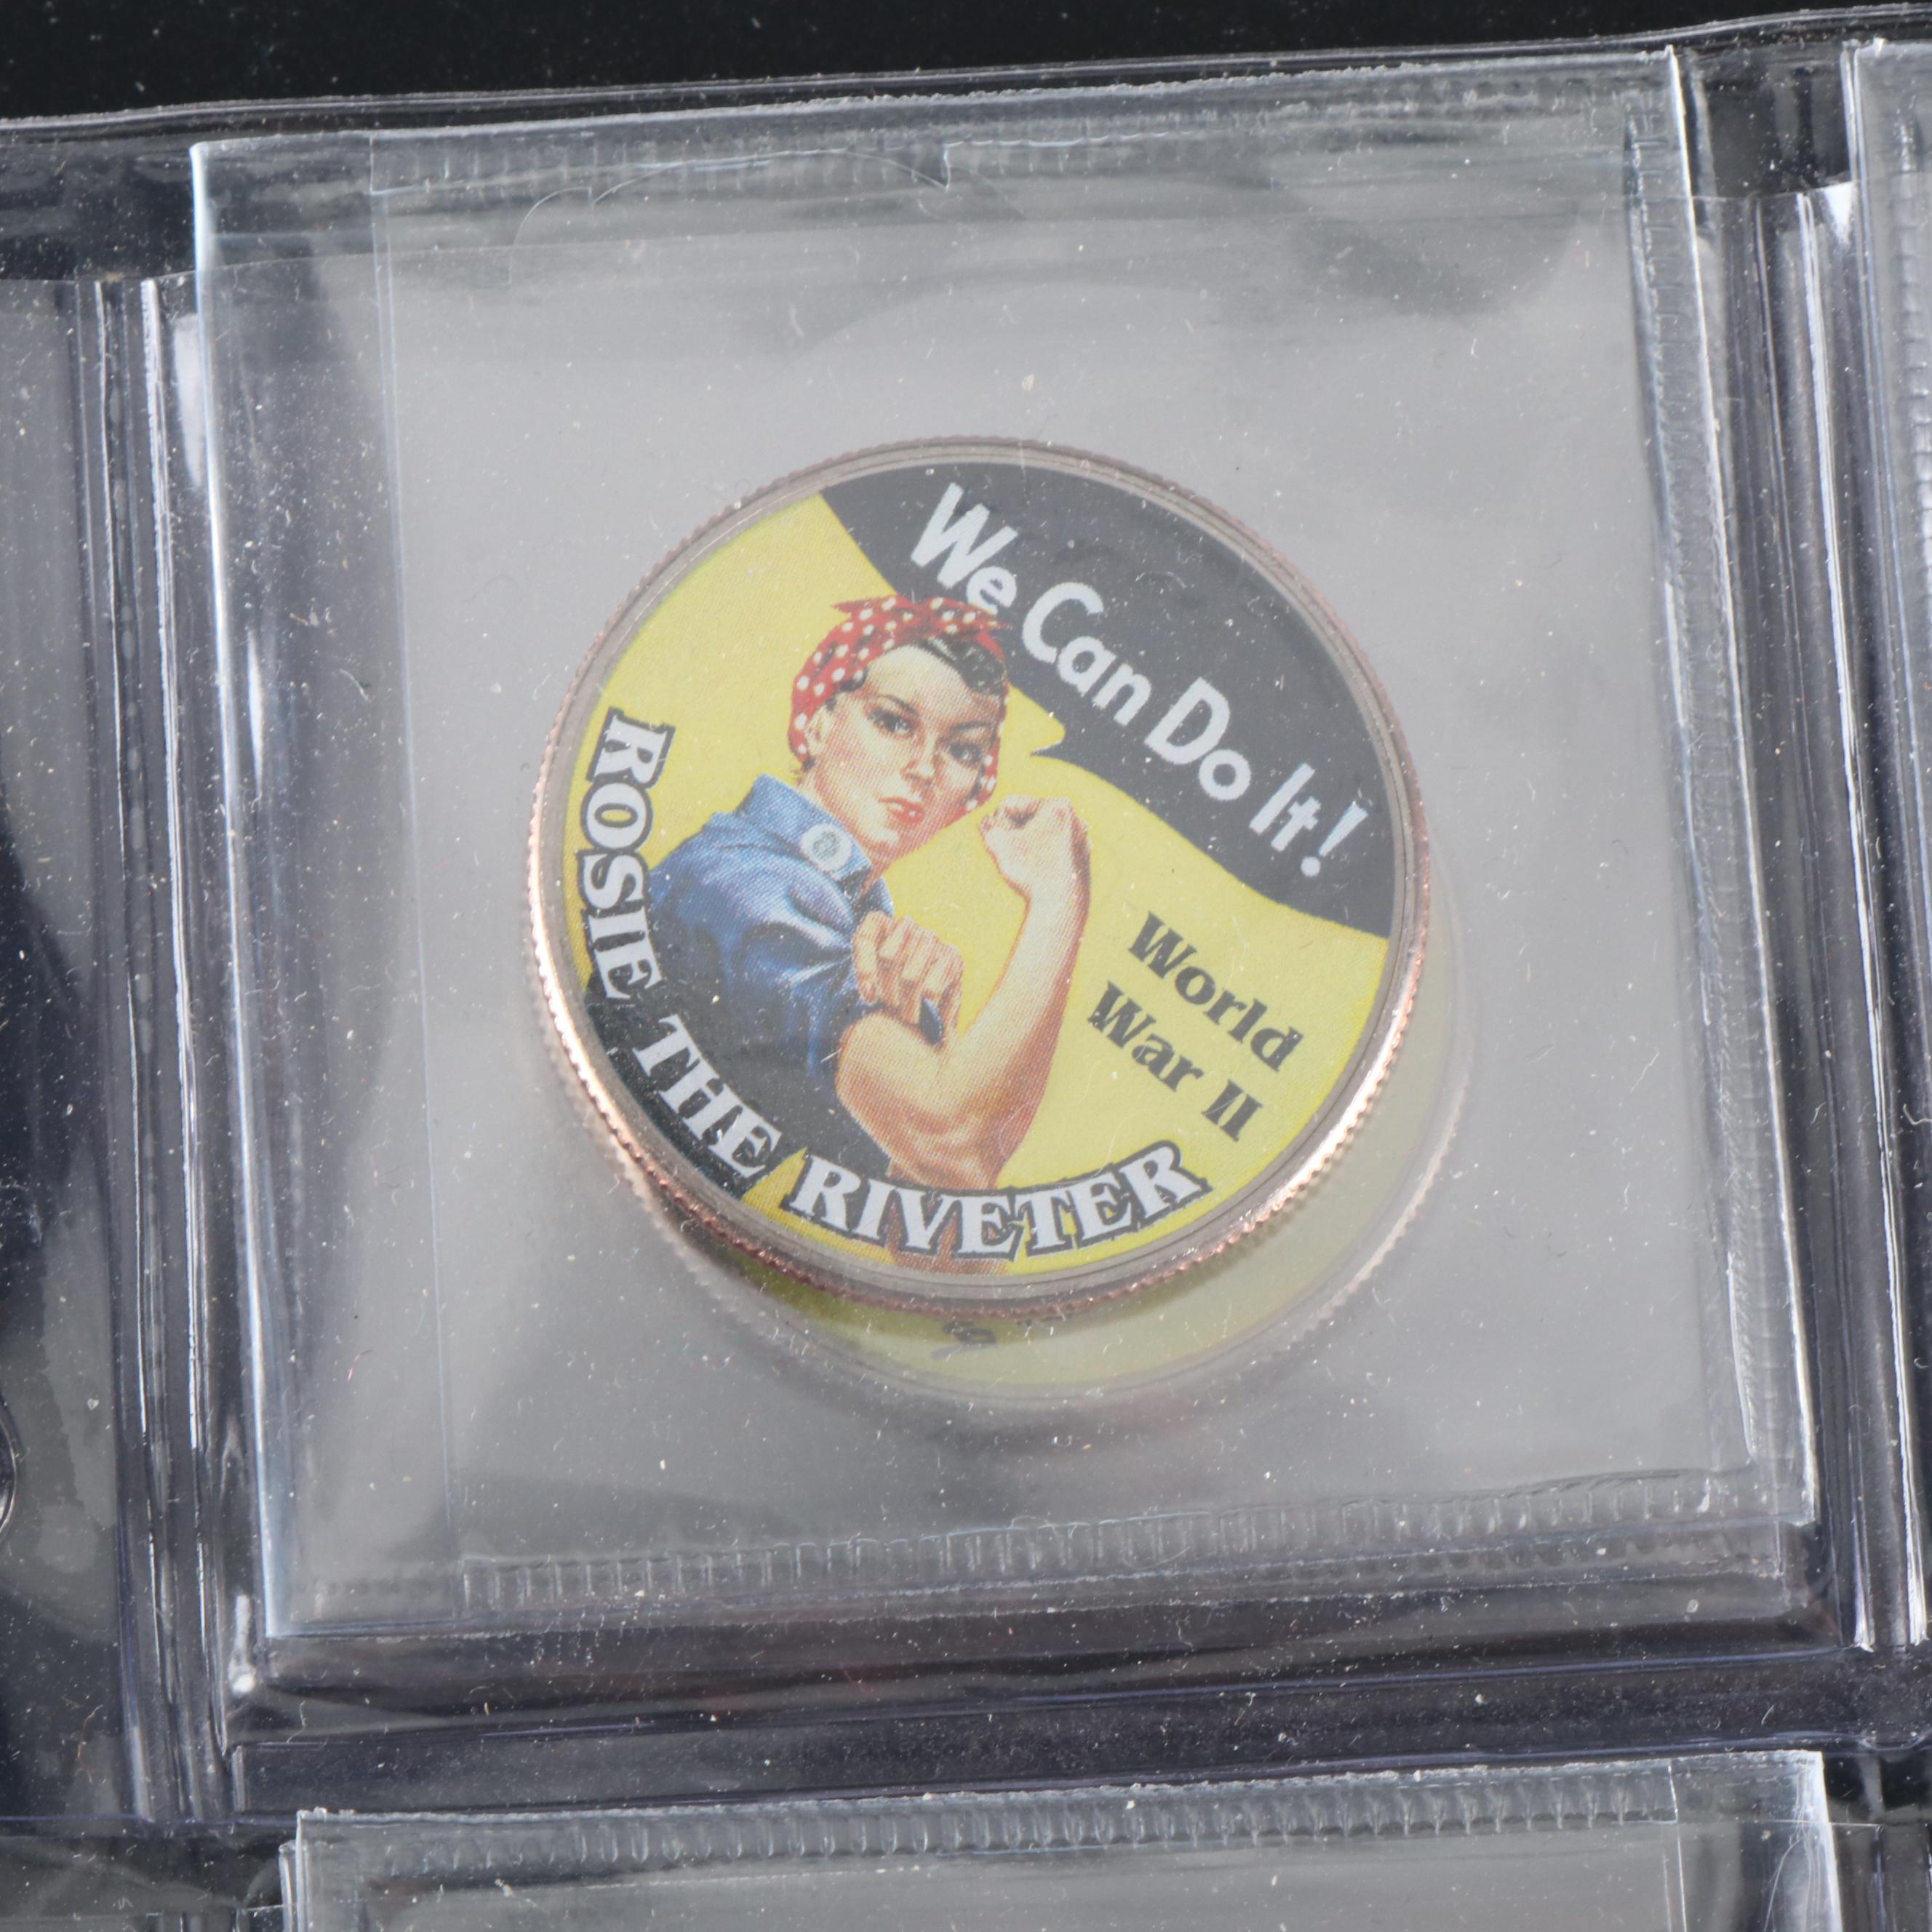 We Can Do It!
World
War II
ROSIE THE RIVETER